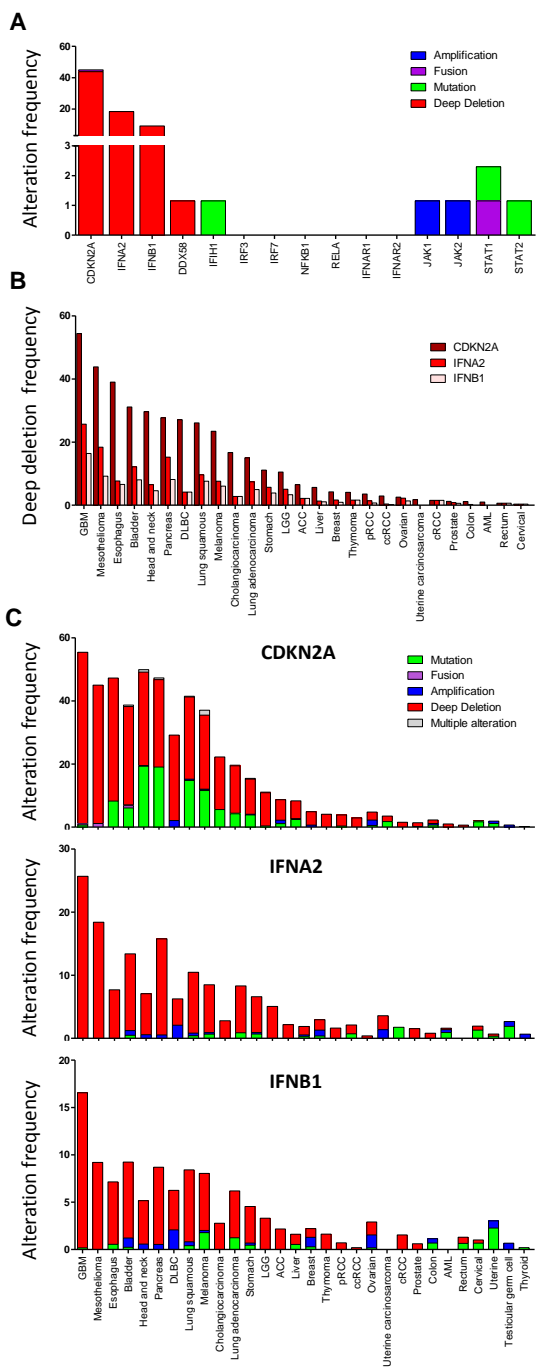 A
Alteration frequency
60
40
20
3
2
1
0
Amplification
Fusion
Mutation
Deep Deletion
CDKN2A
IFNA2
IFNB1
DDX58
IFIH1
IRF3
IRF7
NFKB1
RELA
IFNAR1
IFNAR2
JAK1
JAK2
STAT1
STAT2
B
Deep deletion frequency
60
40
20
0
CDKN2A
IFNA2
IFNB1
GBM
Mesothelioma
Esophagus
Bladder
Head and neck
Pancreas
DLBC
Lung squamous
Melanoma
Cholangiocarcinoma
Lung adenocarcinoma
Stomach
LGG
ACC
Liver
Breast
Thymoma
pRCC
ccRCC
Ovarian
Uterine carcinosarcoma
cRCC
Prostate
Colon
AML
Rectum
Cervical
C
CDKN2A
Alteration frequency
60
40
20
0
Mutation
Fusion
Amplification
Deep Deletion
Multiple alteration
IFNA2
Alteration frequency
30
20
10
0
IFNB1
Alteration frequency
20
15
10
5
0
GBM
Mesothelioma
Esophagus
Bladder
Head and neck
Pancreas
DLBC
Lung squamous
Melanoma
Cholangiocarcinoma
Lung adenocarcinoma
Stomach
LGG
ACC
Liver
Breast
Thymoma
pRCC
ccRCC
Ovarian
Uterine carcinosarcoma
cRCC
Prostate
Colon
AML
Rectum
Cervical
Uterine
Testicular germ cell
Thyroid